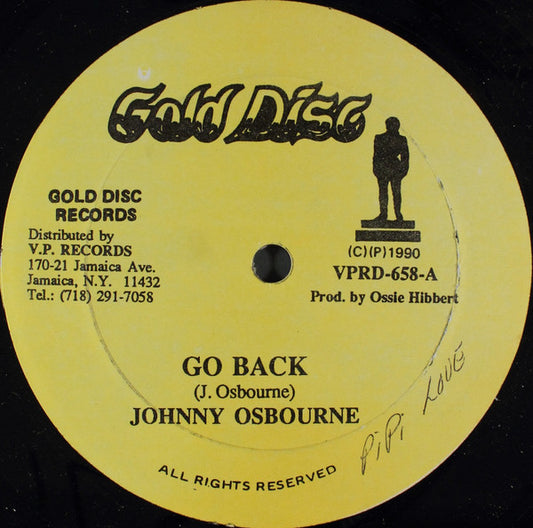 Gold Disc
GOLD DISC
RECORDS
Distributed by
V.P. RECORDS
170-21 Jamaica Ave.
Jamaica, N.Y. 11432
Tel.: (718) 291-7058
(C)(P)1990
VPRD-658-A
Prod. by Ossie Hibbert
GO BACK
(J. Osbourne)
JOHNNY OSBOURNE
PiPi LOVE
ALL RIGHTS RESERVED